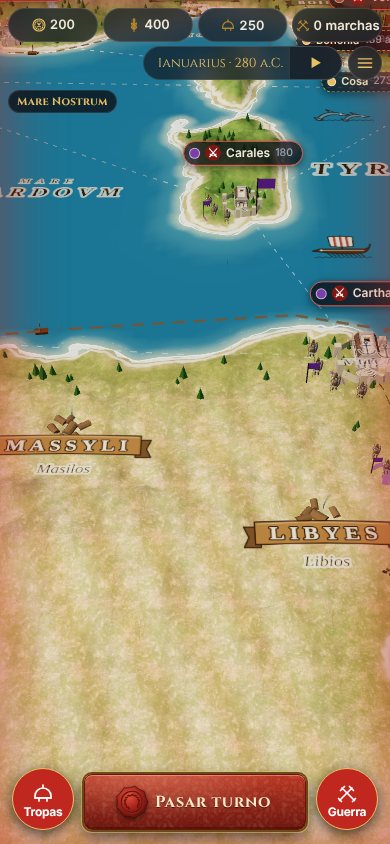 200
400
250
0 marchas
IANUARIUS · 280 A.C.
Cosa
MARE NOSTRUM
Carales 180
TYR
MARE
ARDOVM
Cartha
MASSYLI
Masilos
LIBYES
Libios
Tropas
PASAR TURNO
Guerra